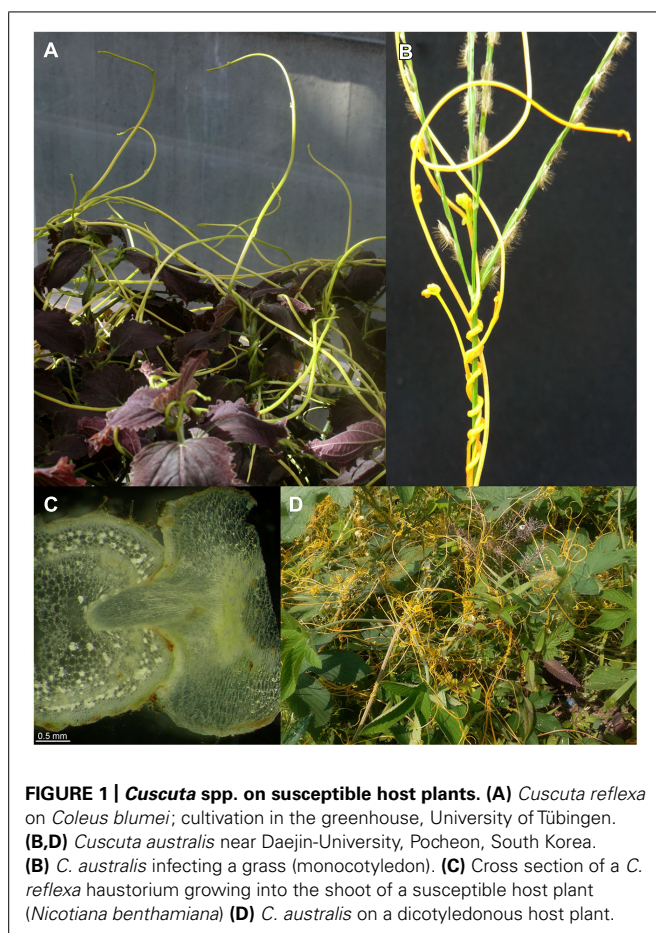 A
B
C
D
0.5 mm
FIGURE 1 | Cuscuta spp. on susceptible host plants. (A) Cuscuta reflexa
on Coleus blumei; cultivation in the greenhouse, University of Tübingen.
(B,D) Cuscuta australis near Daejin-University, Pocheon, South Korea.
(B) C. australis infecting a grass (monocotyledon). (C) Cross section of a C.
reflexa haustorium growing into the shoot of a susceptible host plant
(Nicotiana benthamiana) (D) C. australis on a dicotyledonous host plant.